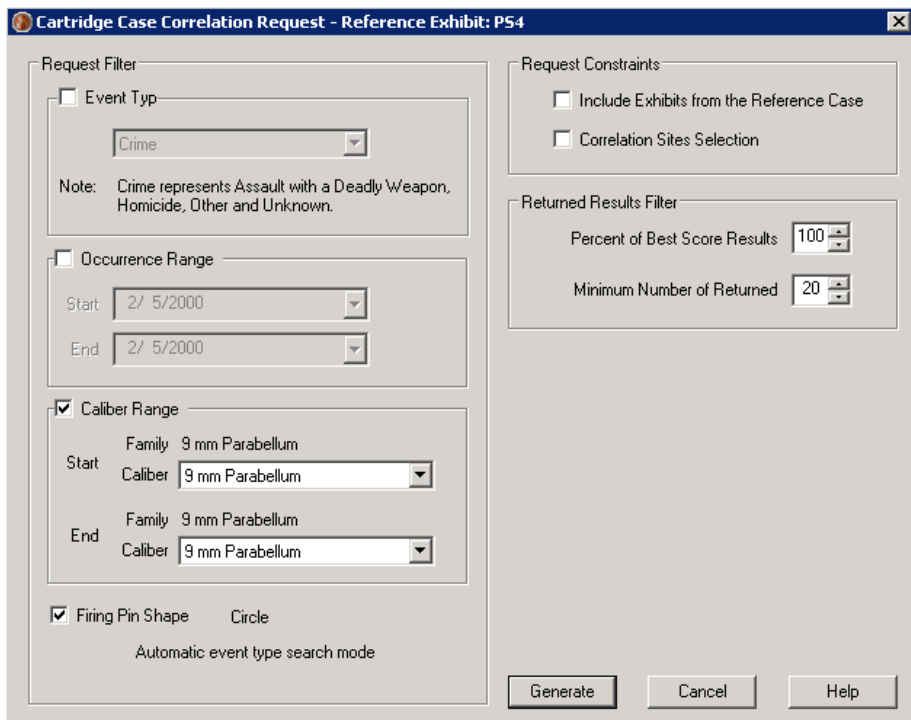 Cartridge Case Correlation Request - Reference Exhibit: PS4
Request Filter
Event Typ
Crime
Note: Crime represents Assault with a Deadly Weapon,
Homicide, Other and Unknown.
Occurrence Range
Start 2/ 5/2000
End 2/ 5/2000
Caliber Range
Start
Family 9 mm Parabellum
Caliber 9 mm Parabellum
End
Family 9 mm Parabellum
Caliber 9 mm Parabellum
Firing Pin Shape Circle
Automatic event type search mode
Request Constraints
Include Exhibits from the Reference Case
Correlation Sites Selection
Returned Results Filter
Percent of Best Score Results 100
Minimum Number of Returned 20
Generate Cancel Help